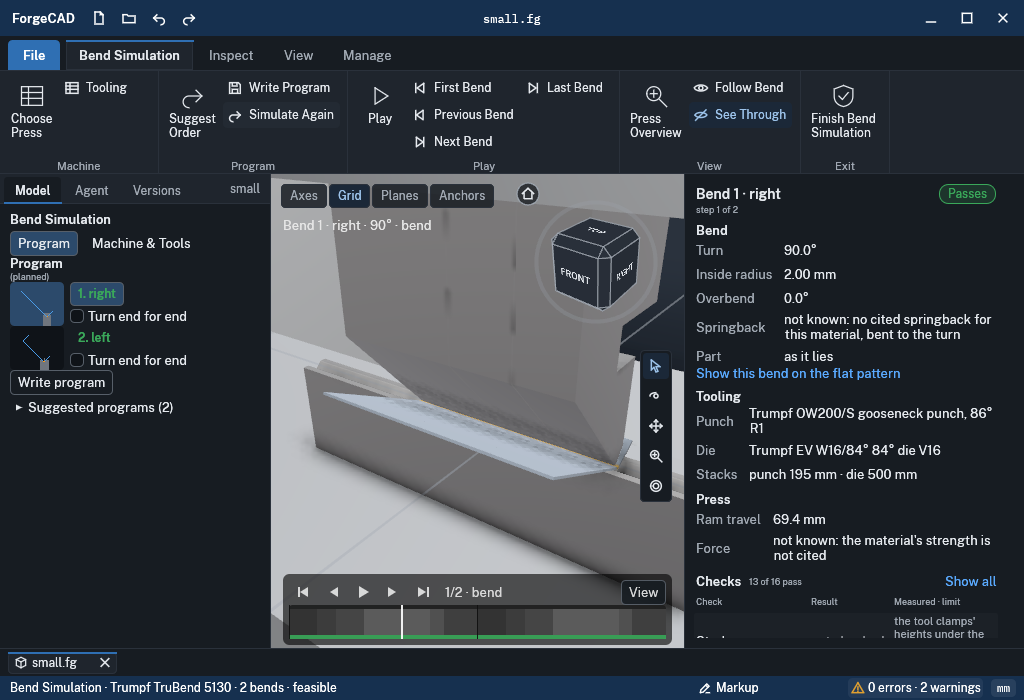 ForgeCAD
small.fg
File
Bend Simulation
Inspect
View
Manage
Choose Press
Tooling
Machine
Suggest Order
Write Program
Simulate Again
Program
Play
First Bend
Previous Bend
Next Bend
Last Bend
Play
Press Overview
Follow Bend
See Through
View
Finish Bend Simulation
Exit
Model
Agent
Versions
small
Bend Simulation
Program
Machine & Tools
Program
(planned)
1. right
Turn end for end
2. left
Turn end for end
Write program
Suggested programs (2)
Axes
Grid
Planes
Anchors
Bend 1 · right · 90° · bend
TOP
FRONT
RIGHT
1/2 · bend
View
Bend 1 · right
Passes
step 1 of 2
Bend
Turn 90.0°
Inside radius 2.00 mm
Overbend 0.0°
Springback not known: no cited springback for this material, bent to the turn
Part as it lies
Show this bend on the flat pattern
Tooling
Punch Trumpf OW200/S gooseneck punch, 86° R1
Die Trumpf EV W16/84° 84° die V16
Stacks punch 195 mm · die 500 mm
Press
Ram travel 69.4 mm
Force not known: the material's strength is not cited
Checks 13 of 16 pass Show all
Check Result Measured · limit
the tool clamps'
heights under the
small.fg
Bend Simulation · Trumpf TruBend 5130 · 2 bends · feasible
Markup
0 errors · 2 warnings
mm